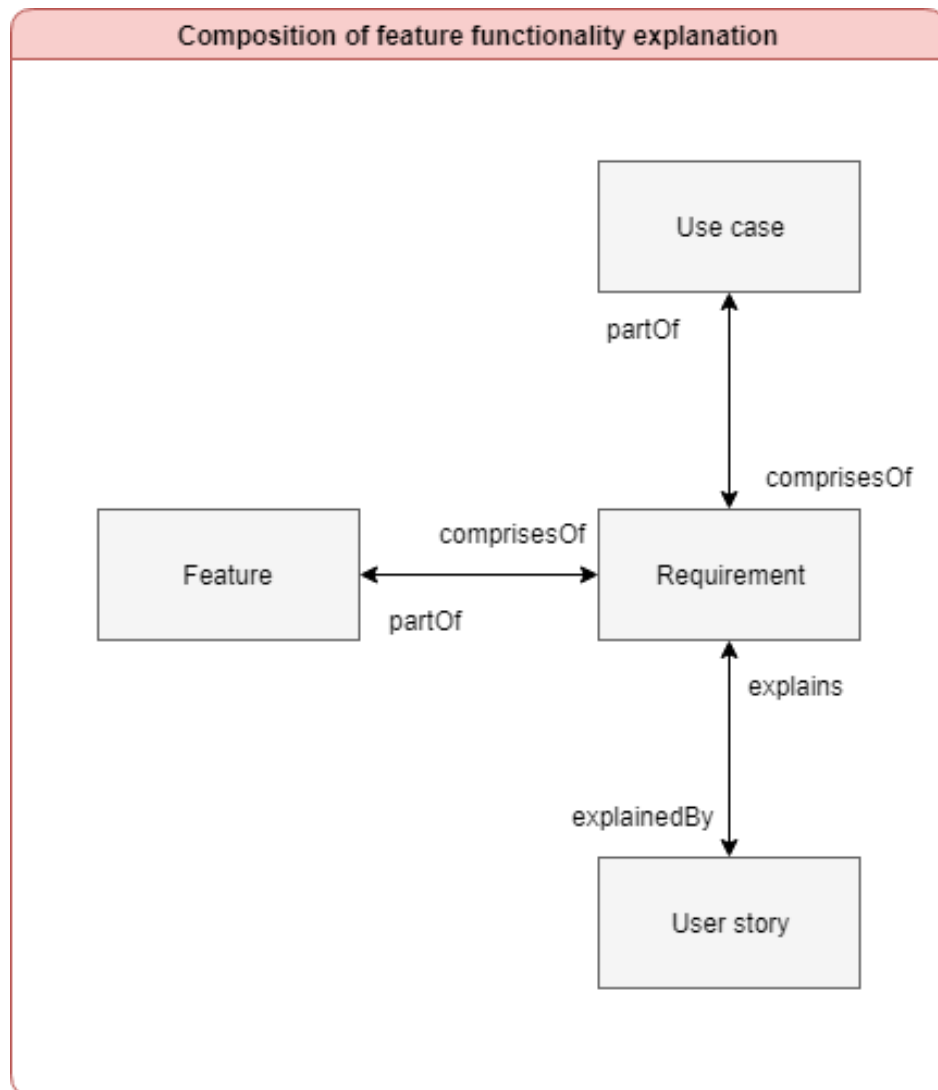 Composition of feature functionality explanation
Use case
partOf
comprisesOf
comprisesOf
Feature
Requirement
partOf
explains
explainedBy
User story